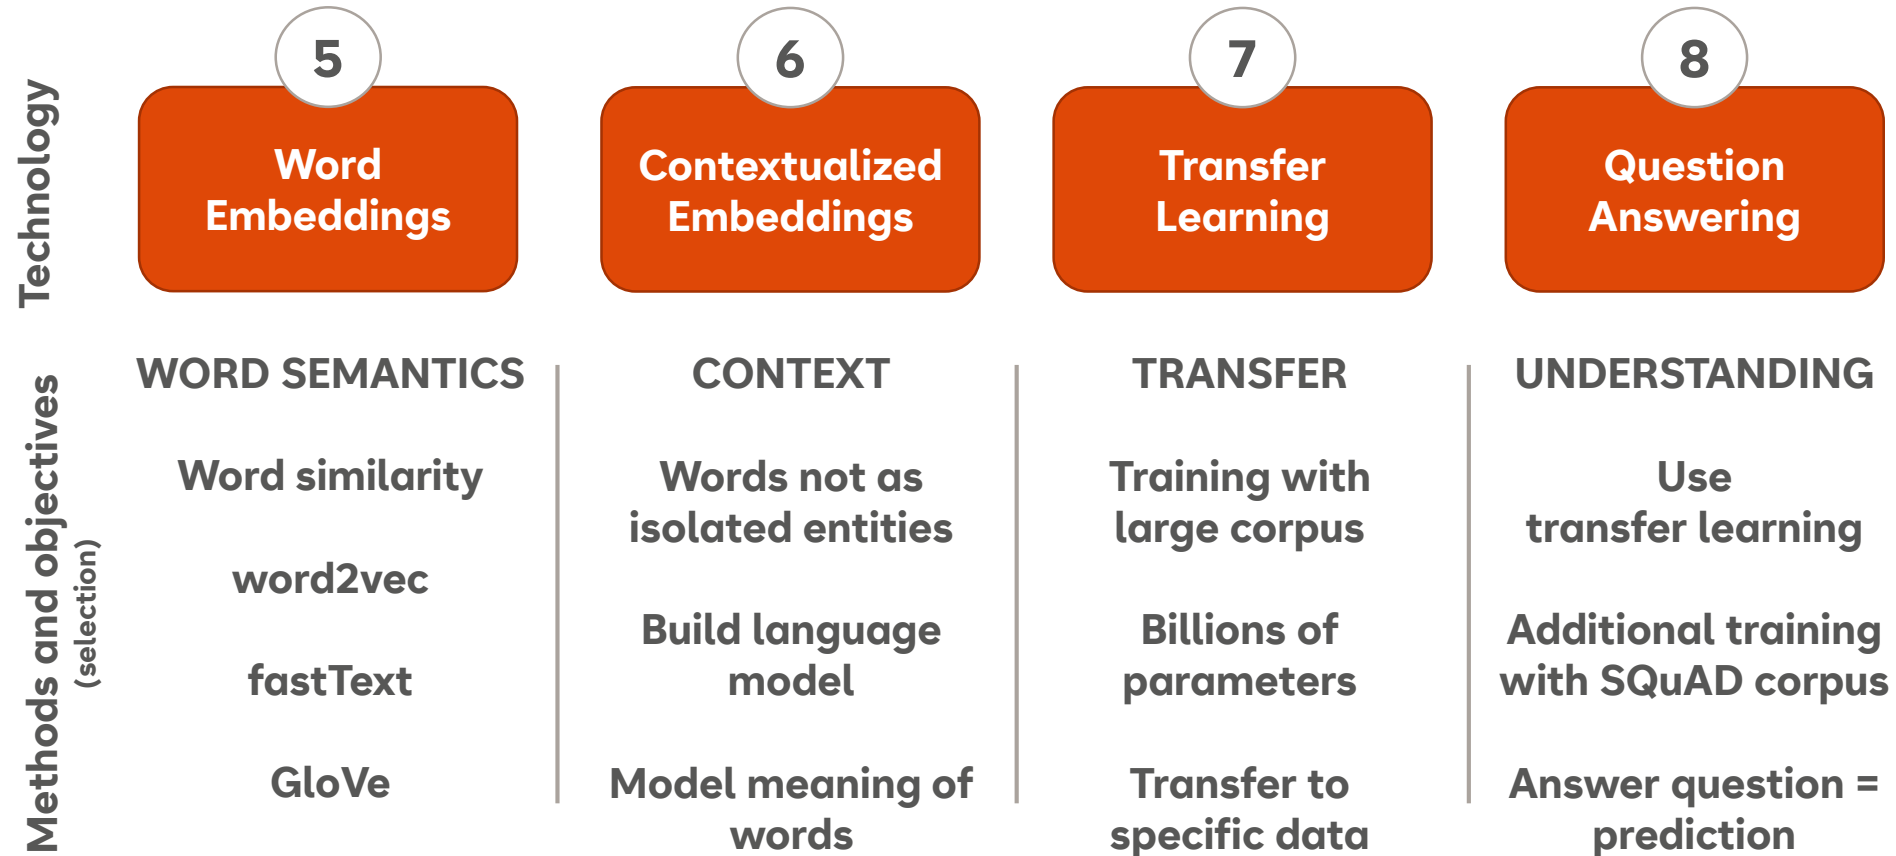 Technology
5
Word
Embeddings
6
Contextualized
Embeddings
7
Transfer
Learning
8
Question
Answering
Methods and objectives
(selection)
WORD SEMANTICS
Word similarity
word2vec
fastText
GloVe
CONTEXT
Words not as
isolated entities
Build language
model
Model meaning of
words
TRANSFER
Training with
large corpus
Billions of
parameters
Transfer to
specific data
UNDERSTANDING
Use
transfer learning
Additional training
with SQuAD corpus
Answer question =
prediction